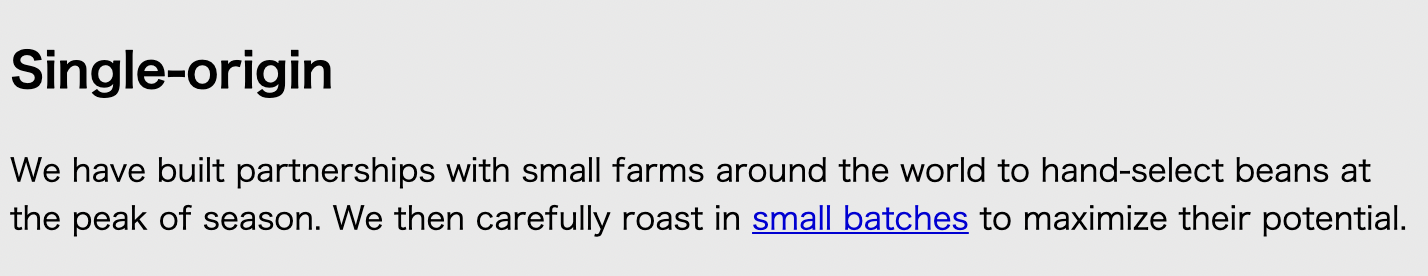 Single-origin
We have built partnerships with small farms around the world to hand-select beans at
the peak of season. We then carefully roast in small batches to maximize their potential.